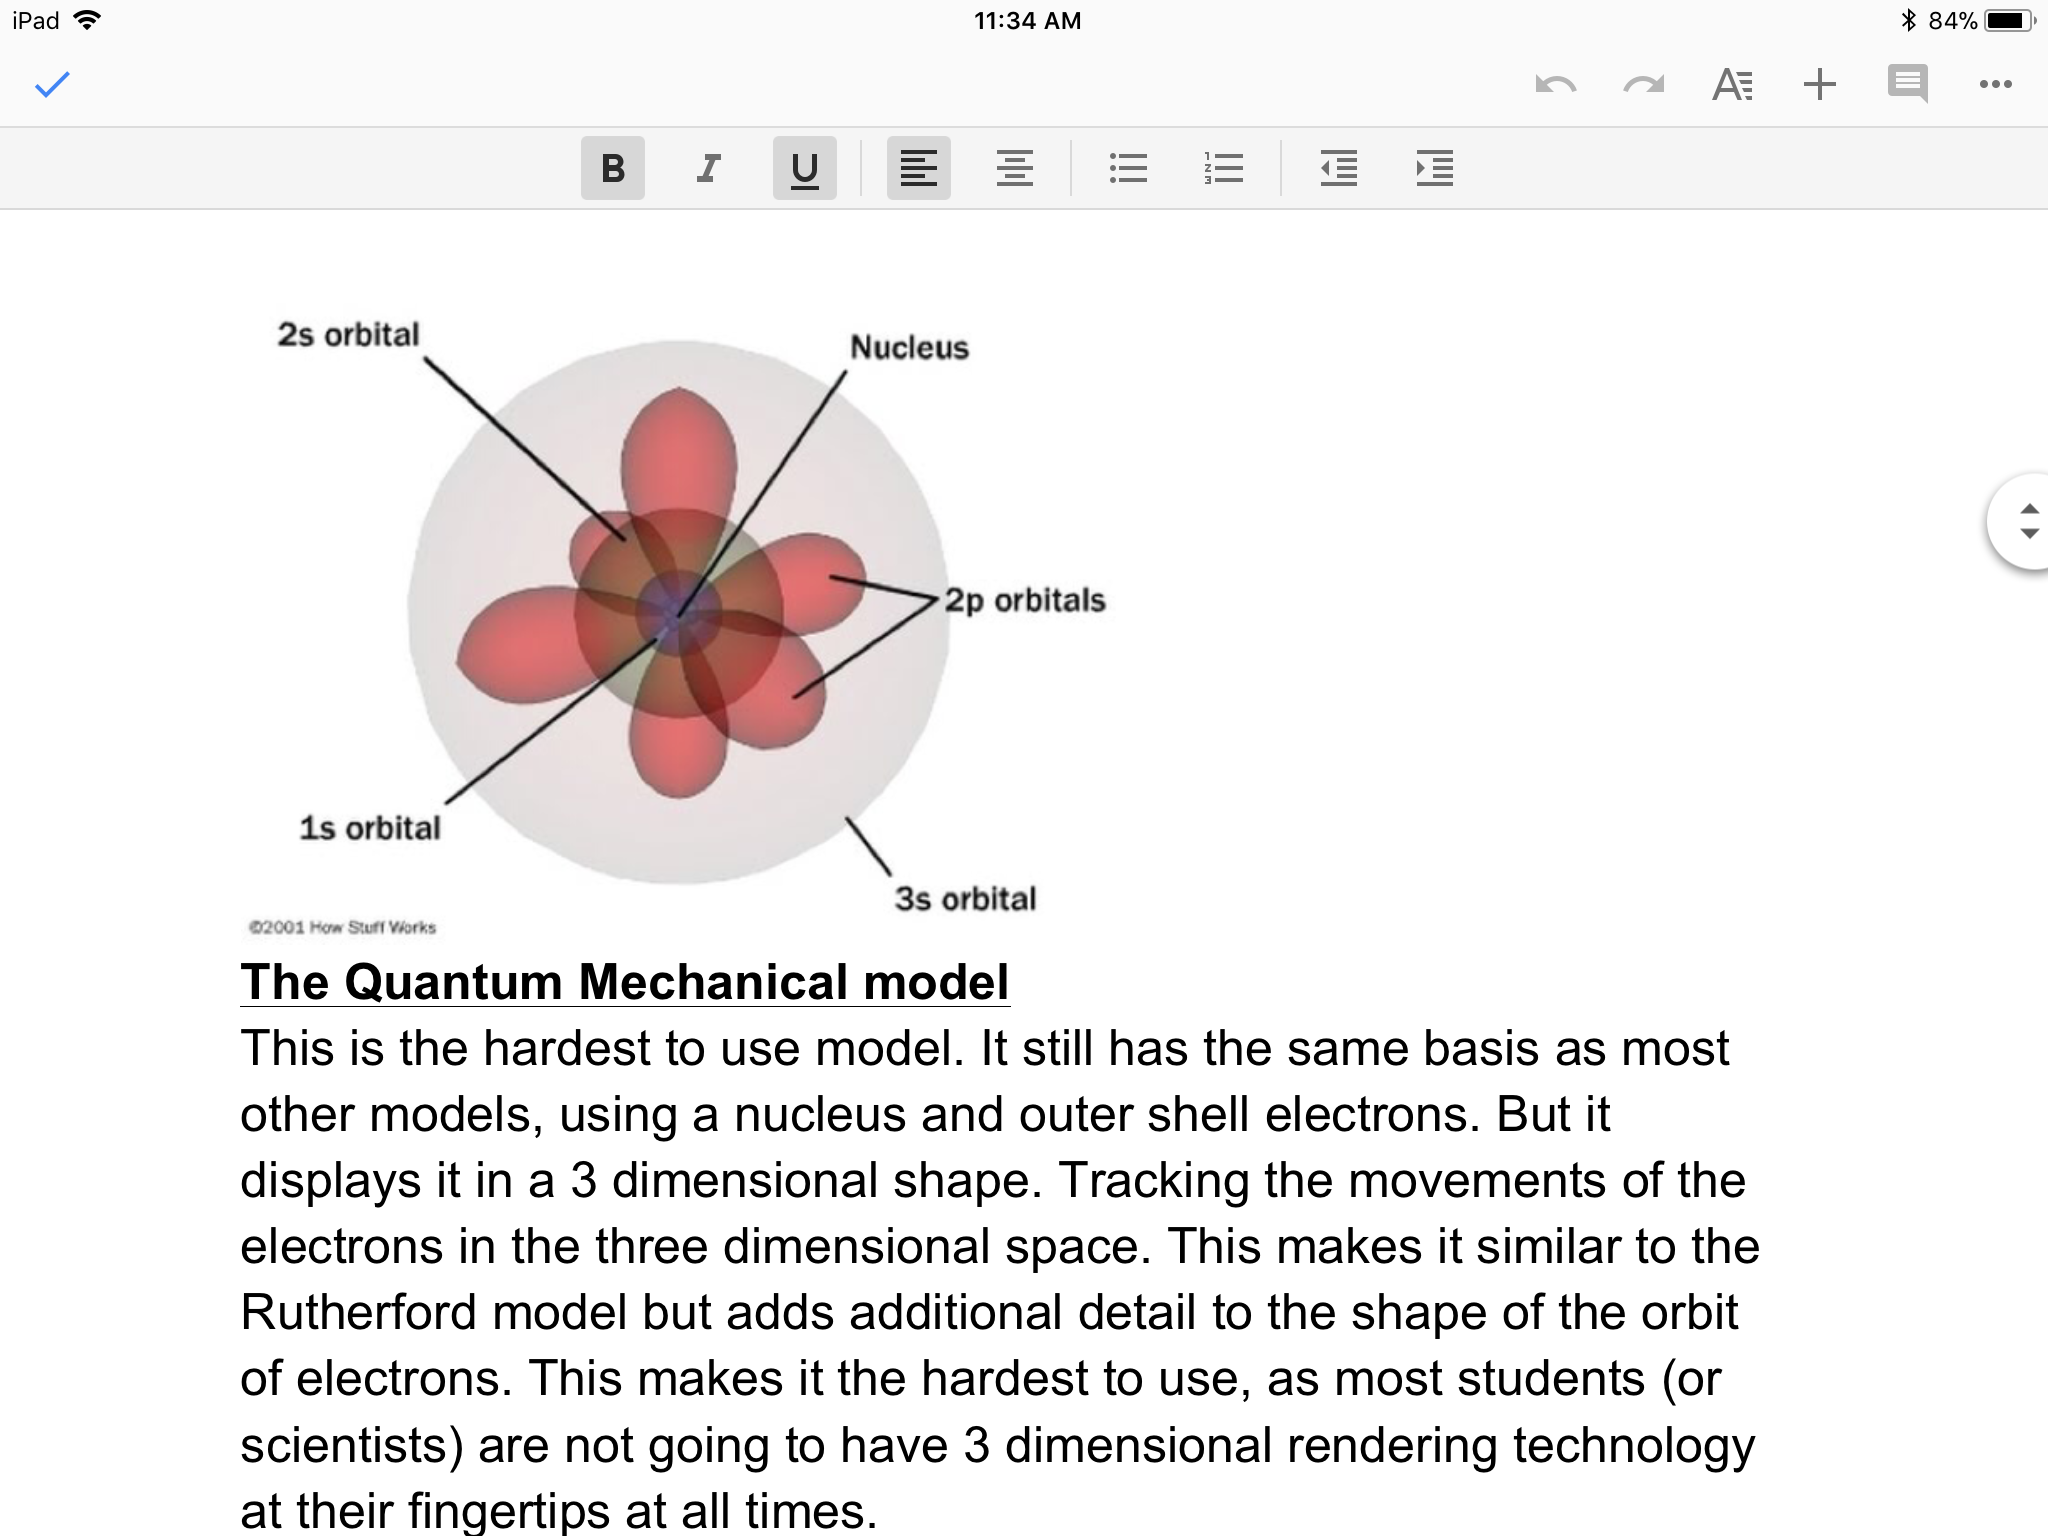 iPad 11:34 AM 84%
B I U
2s orbital
Nucleus
2p orbitals
1s orbital
3s orbital
©2001 How Stuff Works
The Quantum Mechanical model
This is the hardest to use model. It still has the same basis as most
other models, using a nucleus and outer shell electrons. But it
displays it in a 3 dimensional shape. Tracking the movements of the
electrons in the three dimensional space. This makes it similar to the
Rutherford model but adds additional detail to the shape of the orbit
of electrons. This makes it the hardest to use, as most students (or
scientists) are not going to have 3 dimensional rendering technology
at their fingertips at all times.